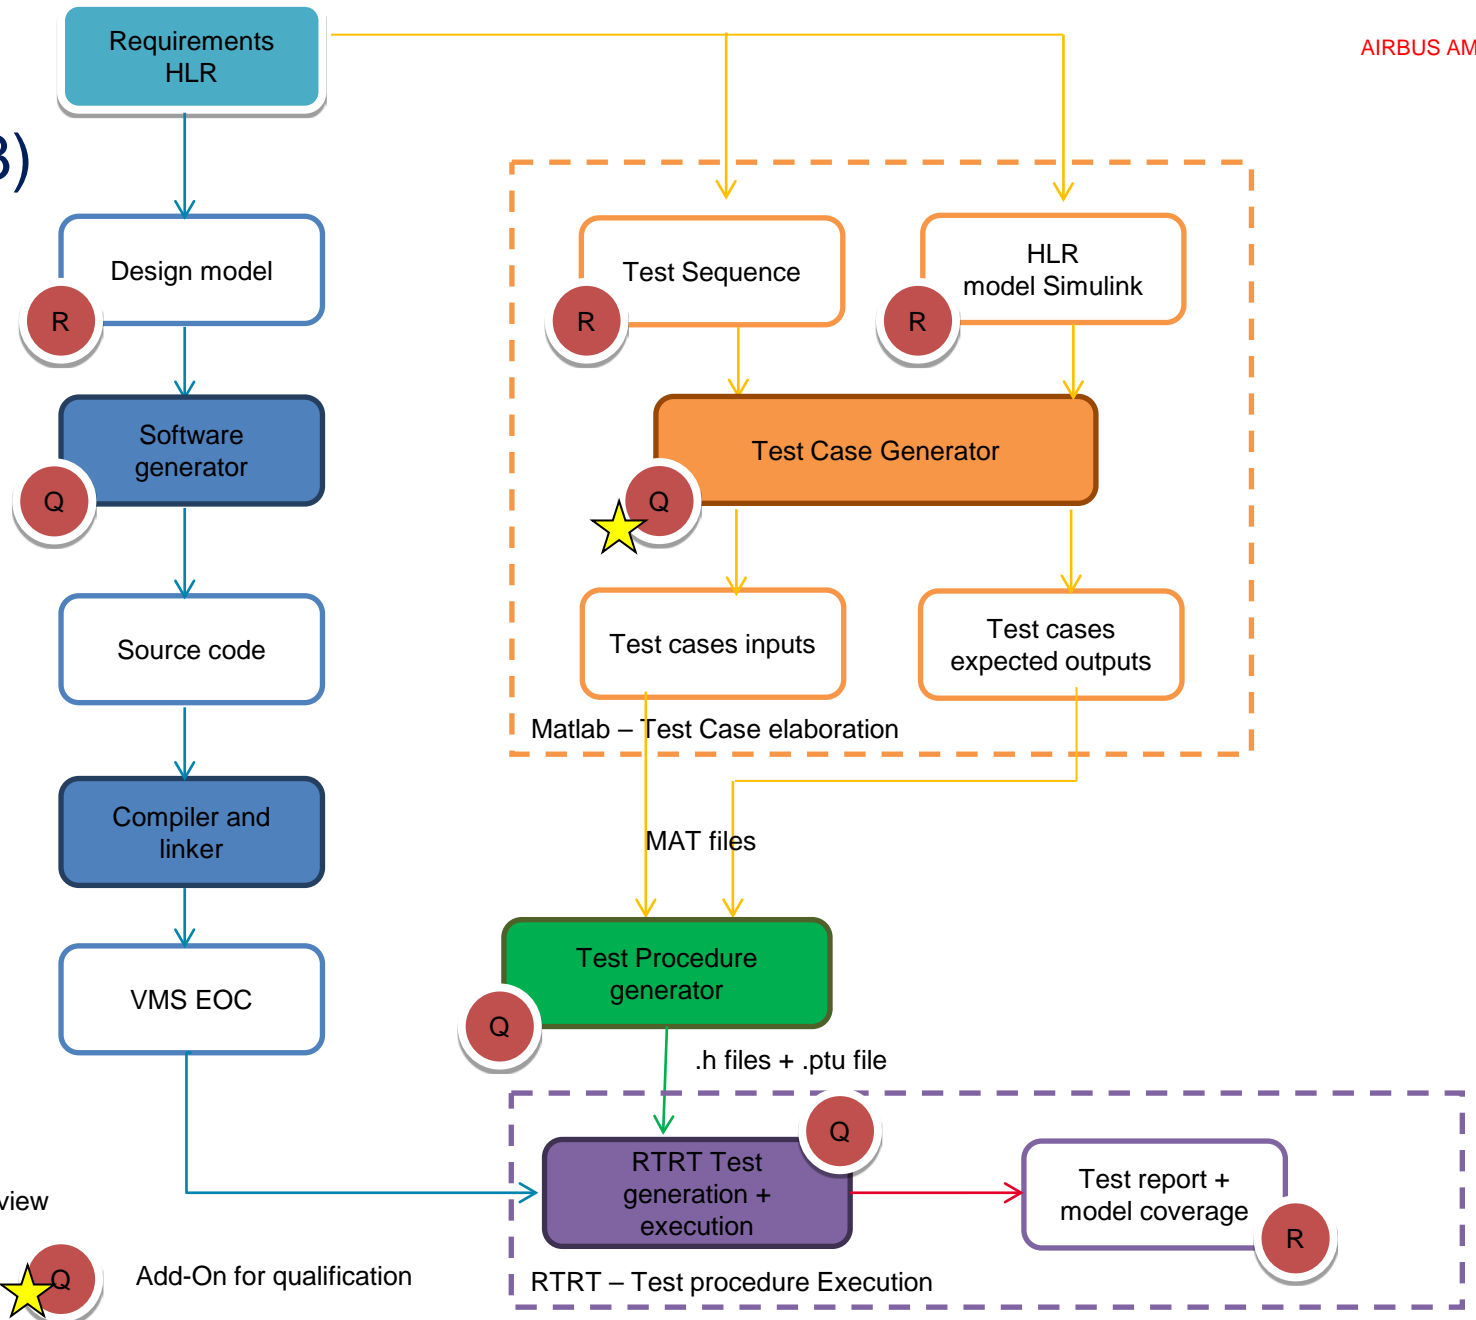 Requirements
HLR
AIRBUS AM
3)
Design model
R
Test Sequence
R
HLR
model Simulink
R
Software
generator
Q
Test Case Generator
Q
Source code
Test cases inputs
Test cases
expected outputs
Matlab – Test Case elaboration
Compiler and
linker
MAT files
VMS EOC
Test Procedure
generator
Q
.h files + .ptu file
RTRT Test
generation +
execution
Q
Test report +
model coverage
R
view
Q
Add-On for qualification
RTRT – Test procedure Execution